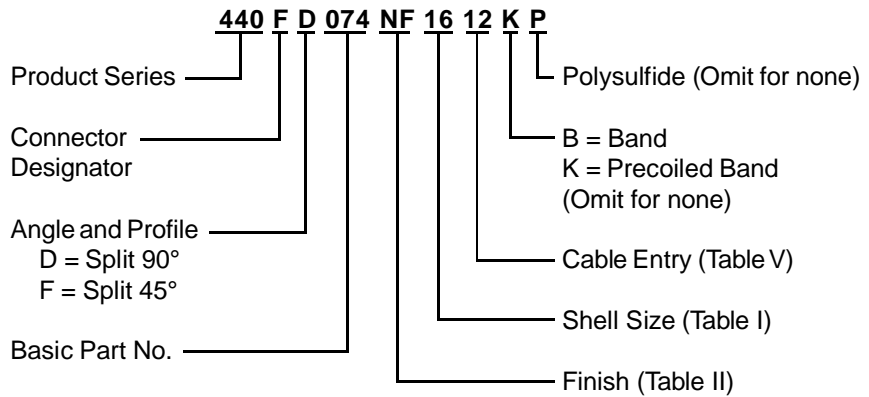 440 F D 074 NF 16 12 K P
Product Series
Connector
Designator
Angle and Profile
D = Split 90°
F = Split 45°
Basic Part No.
Polysulfide (Omit for none)
B = Band
K = Precoiled Band
(Omit for none)
Cable Entry (Table V)
Shell Size (Table I)
Finish (Table II)